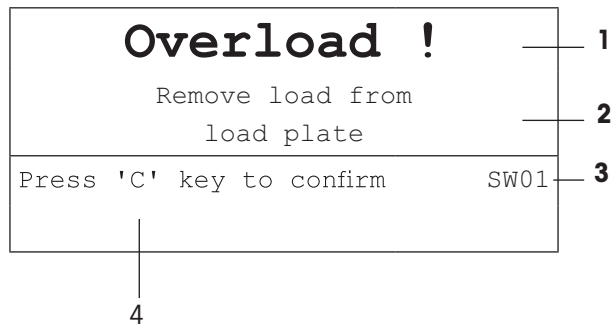 Overload !
1
Remove load from
load plate
2
Press 'C' key to confirm SW01
3
4